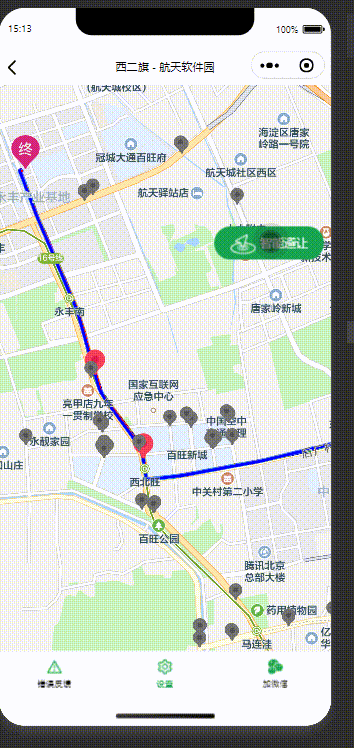 15:13
100%
西二旗 - 航天软件园
(航天城校区)
海淀区唐家
岭路一号院
冠城大通百旺府
航天城社区西区
终
航天驿站店
永丰产业基地
16号线
唐家岭新城
永丰南
国家互联网
应急中心
亮甲店九年
一贯制学校
中国空中
永靓家园
百旺新城
西北旺
中关村第二小学
百旺公园
腾讯北京
总部大楼
药用植物园
马连洼
错误反馈
设置
加微信